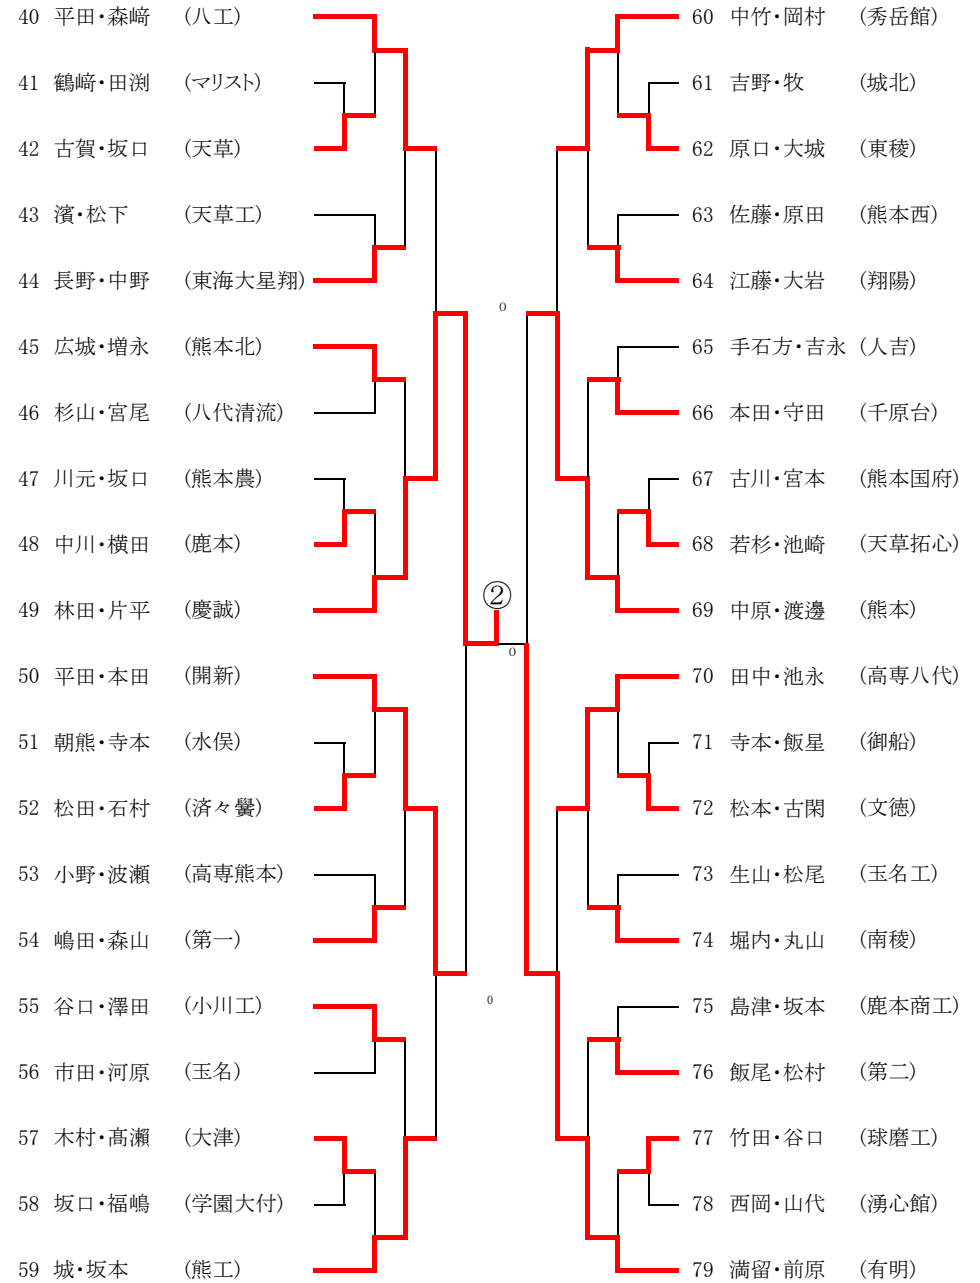 40 平田・森﨑 (八工)
41 鶴﨑・田渕 (マリスト)
42 古賀・坂口 (天草)
43 濱・松下 (天草工)
44 長野・中野 (東海大星翔)
45 広城・増永 (熊本北)
46 杉山・宮尾 (八代清流)
47 川元・坂口 (熊本農)
48 中川・横田 (鹿本)
49 林田・片平 (慶誠)
50 平田・本田 (開新)
51 朝熊・寺本 (水俣)
52 松田・石村 (済々黌)
53 小野・波瀬 (高専熊本)
54 嶋田・森山 (第一)
55 谷口・澤田 (小川工)
56 市田・河原 (玉名)
57 木村・髙瀨 (大津)
58 坂口・福嶋 (学園大付)
59 城・坂本 (熊工)
0
②
0
0
60 中竹・岡村 (秀岳館)
61 吉野・牧 (城北)
62 原口・大城 (東稜)
63 佐藤・原田 (熊本西)
64 江藤・大岩 (翔陽)
65 手石方・吉永 (人吉)
66 本田・守田 (千原台)
67 古川・宮本 (熊本国府)
68 若杉・池崎 (天草拓心)
69 中原・渡邊 (熊本)
70 田中・池永 (高専八代)
71 寺本・飯星 (御船)
72 松本・古閑 (文徳)
73 生山・松尾 (玉名工)
74 堀内・丸山 (南稜)
75 島津・坂本 (鹿本商工)
76 飯尾・松村 (第二)
77 竹田・谷口 (球磨工)
78 西岡・山代 (湧心館)
79 満留・前原 (有明)